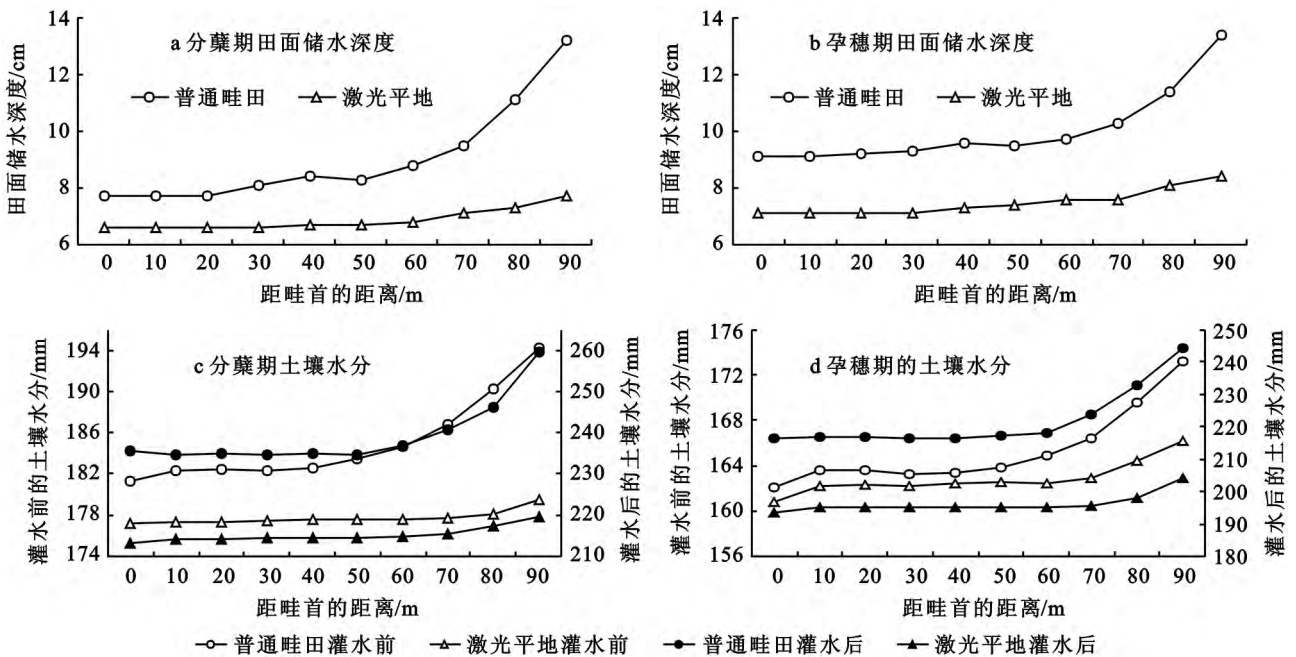 a 分蘖期田面储水深度
田面储水深度/cm
14
12
10
8
6
普通畦田
激光平地
0 10 20 30 40 50 60 70 80 90
距畦首的距离/m
b 孕穗期田面储水深度
田面储水深度/cm
14
12
10
8
6
普通畦田
激光平地
0 10 20 30 40 50 60 70 80 90
距畦首的距离/m
c 分蘖期土壤水分
灌水前的土壤水分/mm
194
190
186
182
178
174
260
250
240
230
220
210
灌水后的土壤水分/mm
0 10 20 30 40 50 60 70 80 90
距畦首的距离/m
d 孕穗期的土壤水分
灌水前的土壤水分/mm
176
172
168
164
160
156
250
240
230
220
210
200
190
180
灌水后的土壤水分/mm
0 10 20 30 40 50 60 70 80 90
距畦首的距离/m
普通畦田灌水前 激光平地灌水前 普通畦田灌水后 激光平地灌水后